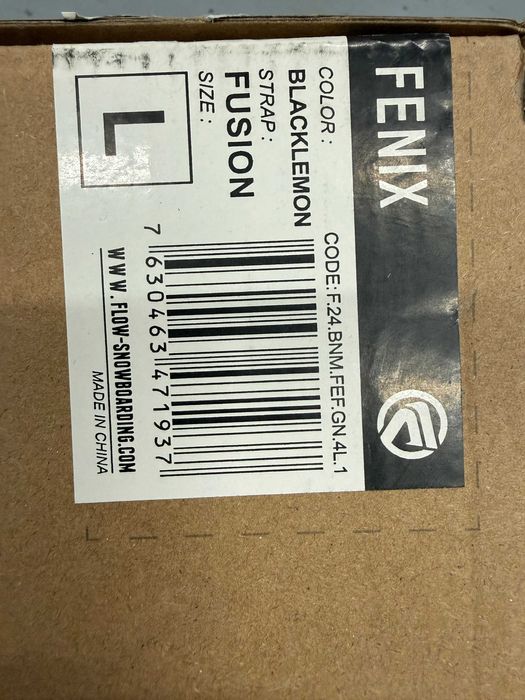 FENIX
COLOR :
BLACKLEMON
STRAP :
FUSION
SIZE :
L
CODE: F.24.BNM.FEF.GN.4L.1
7 630463 471937
WWW.FLOW-SNOWBOARDING.COM
MADE IN CHINA